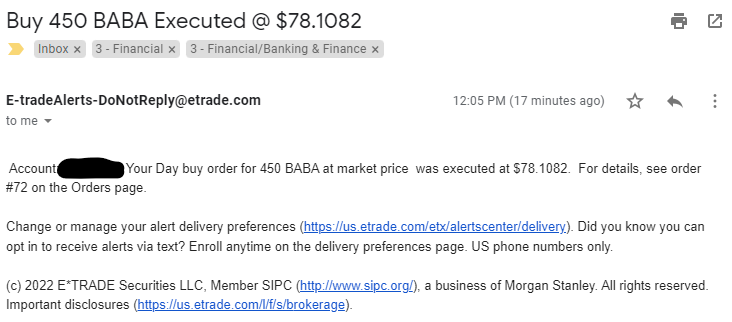 Buy 450 BABA Executed @ $78.1082
Inbox × 3 - Financial × 3 - Financial/Banking & Finance ×
E-tradeAlerts-DoNotReply@etrade.com 12:05 PM (17 minutes ago)
to me
Account Your Day buy order for 450 BABA at market price was executed at $78.1082. For details, see order
#72 on the Orders page.
Change or manage your alert delivery preferences (https://us.etrade.com/etx/alertscenter/delivery). Did you know you can
opt in to receive alerts via text? Enroll anytime on the delivery preferences page. US phone numbers only.
(c) 2022 E*TRADE Securities LLC, Member SIPC (http://www.sipc.org/), a business of Morgan Stanley. All rights reserved.
Important disclosures (https://us.etrade.com/l/f/s/brokerage).